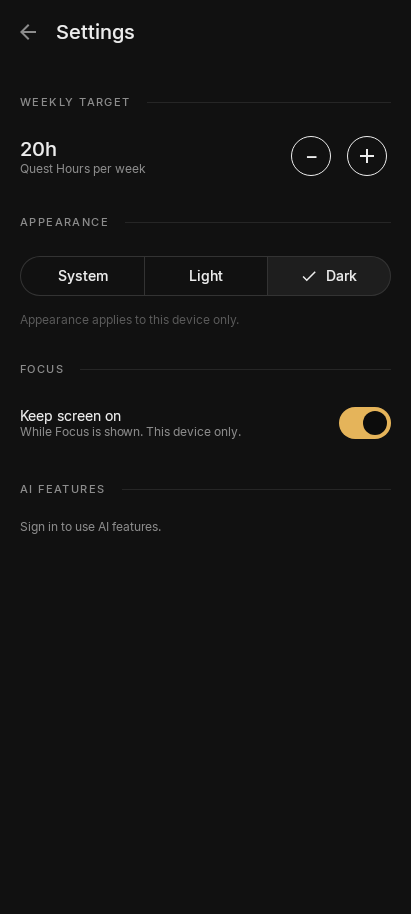 Settings
WEEKLY TARGET
20h
Quest Hours per week
APPEARANCE
System Light Dark
Appearance applies to this device only.
FOCUS
Keep screen on
While Focus is shown. This device only.
AI FEATURES
Sign in to use AI features.